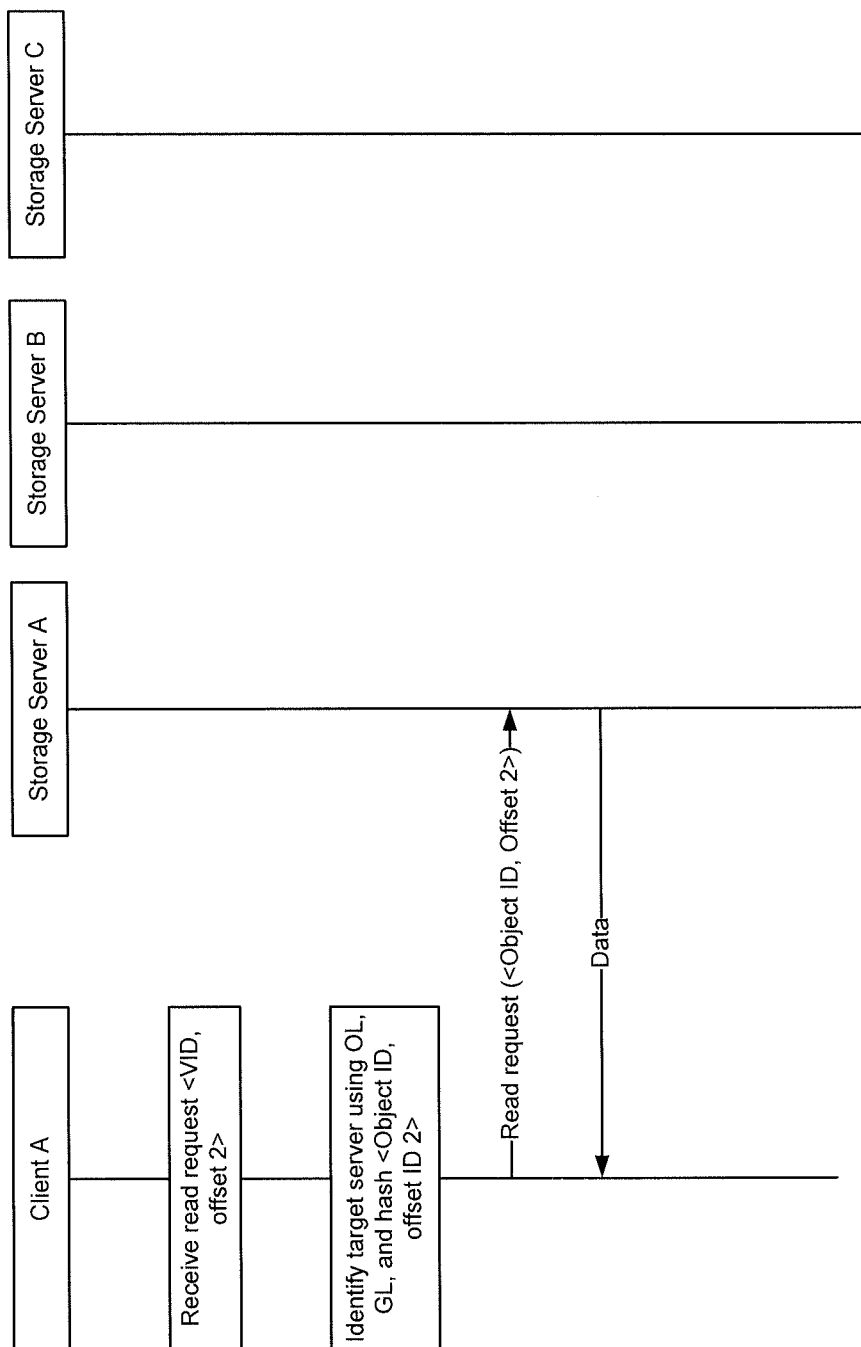 Client A
Storage Server A
Storage Server B
Storage Server C
Receive read request <VID,
offset 2>
Identify target server using OL,
GL, and hash <Object ID,
offset ID 2>
Read request (<Object ID, Offset 2>)
Data